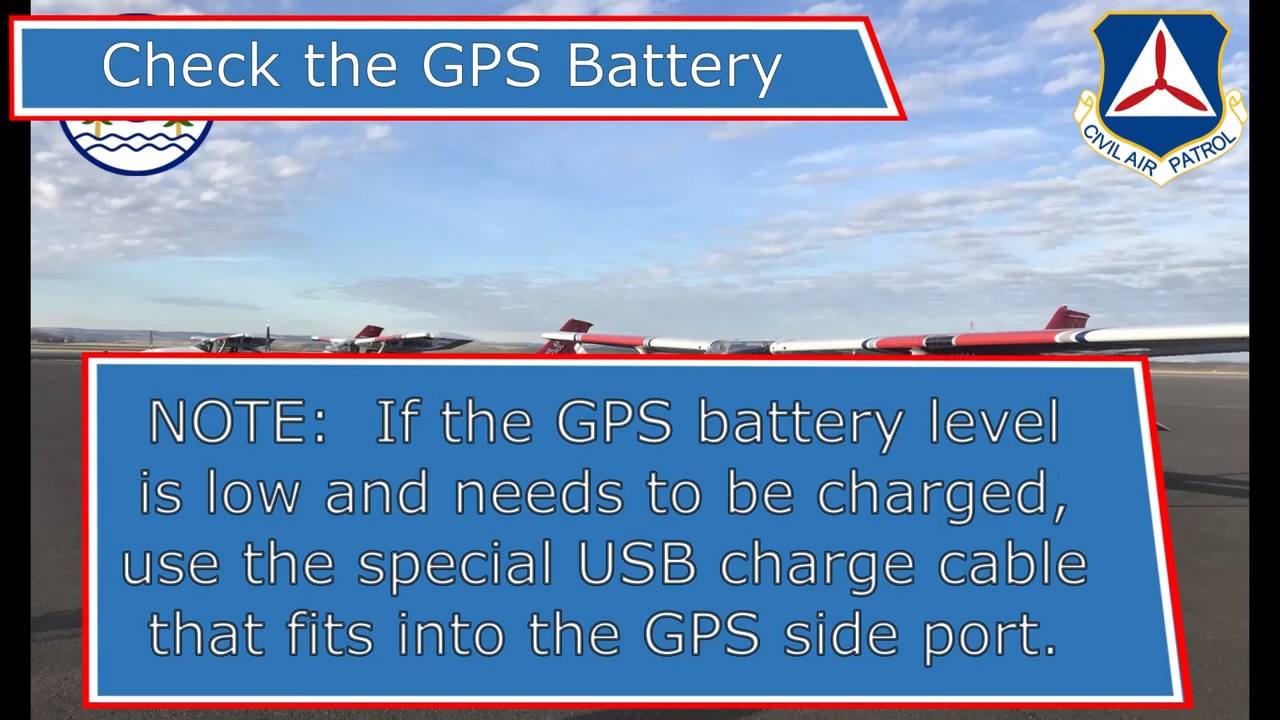 Check the GPS Battery
CIVIL AIR PATROL
NOTE:  If the GPS battery level
is low and needs to be charged,
use the special USB charge cable
that fits into the GPS side port.